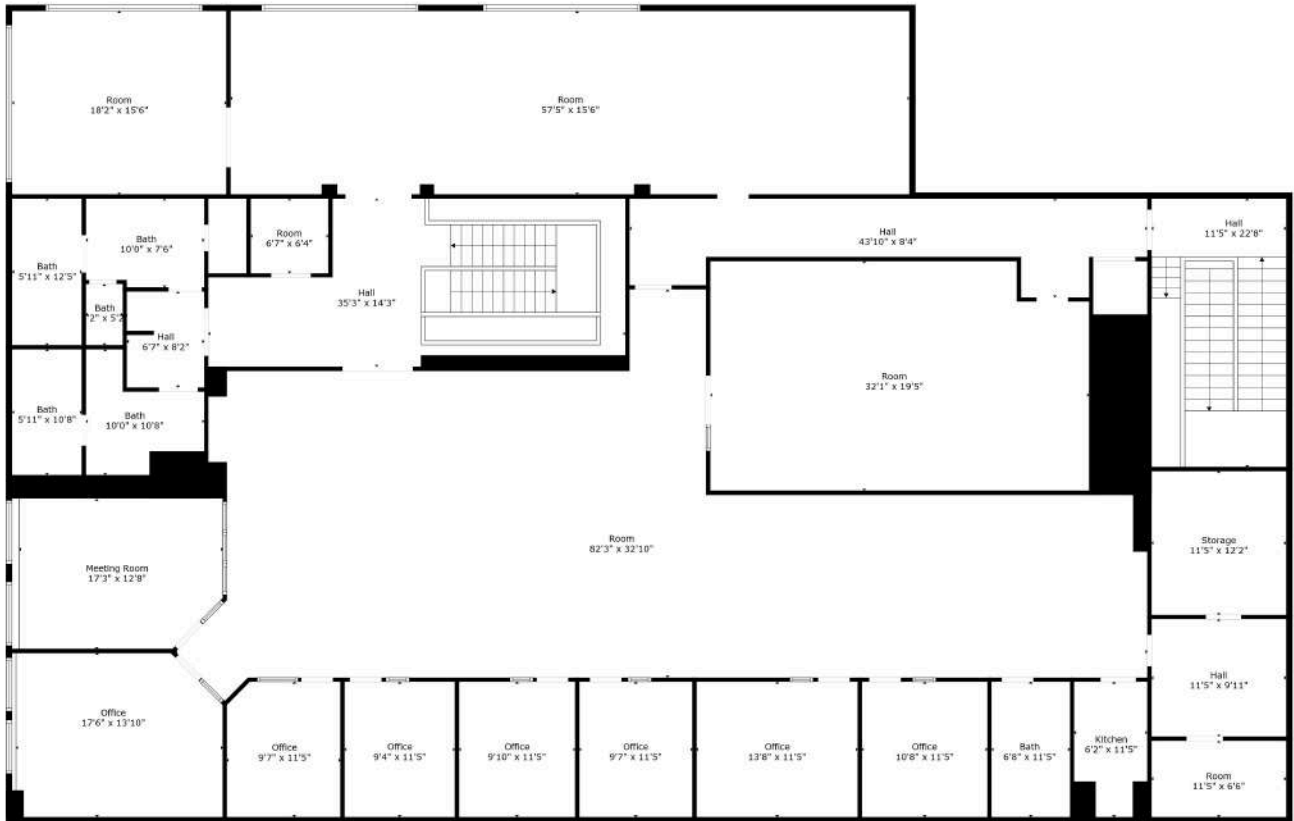 Room
18'2" x 15'6"
Room
57'5" x 15'6"
Bath
10'0" x 7'6"
Room
6'7" x 6'4"
Hall
43'10" x 8'4"
Hall
11'5" x 22'8"
Bath
5'11" x 12'5"
Bath
Hall
35'3" x 14'3"
Hall
6'7" x 8'2"
Room
32'1" x 19'5"
Bath
5'11" x 10'8"
Bath
10'0" x 10'8"
Room
82'3" x 32'10"
Storage
11'5" x 12'2"
Meeting Room
17'3" x 12'8"
Hall
11'5" x 9'11"
Office
17'6" x 13'10"
Office
9'7" x 11'5"
Office
9'4" x 11'5"
Office
9'10" x 11'5"
Office
9'7" x 11'5"
Office
13'8" x 11'5"
Office
10'8" x 11'5"
Bath
6'8" x 11'5"
Kitchen
6'2" x 11'5"
Room
11'5" x 6'6"